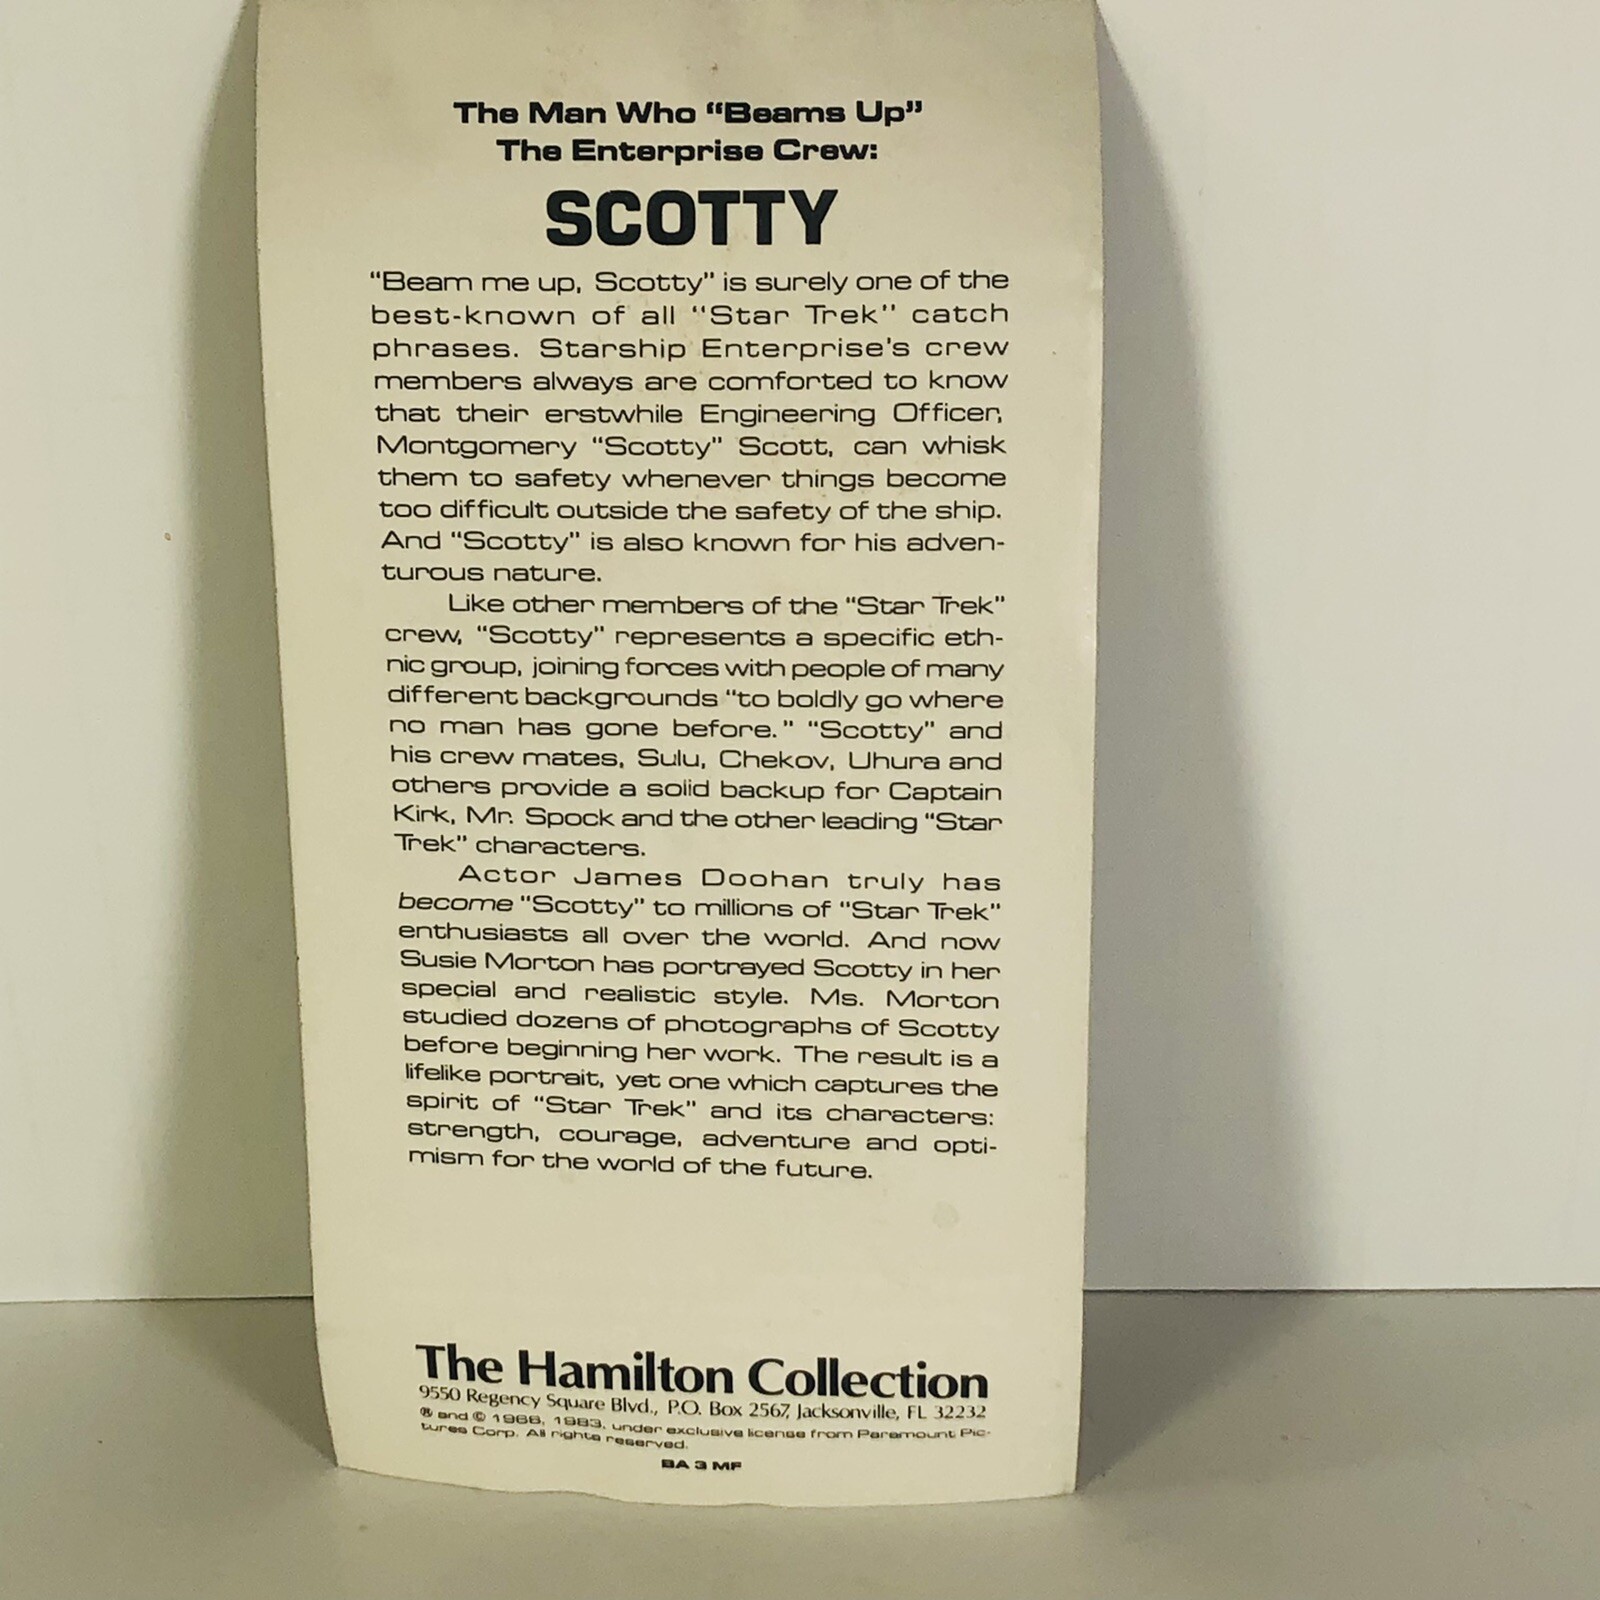 The Man Who “Beams Up”
The Enterprise Crew:
SCOTTY
“Beam me up, Scotty” is surely one of the
best-known of all “Star Trek” catch
phrases. Starship Enterprise's crew
members always are comforted to know
that their erstwhile Engineering Officer,
Montgomery “Scotty” Scott, can whisk
them to safety whenever things become
too difficult outside the safety of the ship.
And “Scotty” is also known for his adven-
turous nature.
Like other members of the “Star Trek”
crew, “Scotty” represents a specific eth-
nic group, joining forces with people of many
different backgrounds “to boldly go where
no man has gone before.” “Scotty” and
his crew mates, Sulu, Chekov, Uhura and
others provide a solid backup for Captain
Kirk, Mr. Spock and the other leading “Star
Trek” characters.
Actor James Doohan truly has
become “Scotty” to millions of “Star Trek”
enthusiasts all over the world. And now
Susie Morton has portrayed Scotty in her
special and realistic style. Ms. Morton
studied dozens of photographs of Scotty
before beginning her work. The result is a
lifelike portrait, yet one which captures the
spirit of “Star Trek” and its characters:
strength, courage, adventure and opti-
mism for the world of the future.
The Hamilton Collection
9550 Regency Square Blvd., P.O. Box 2567, Jacksonville, FL 32232
® and © 1966, 1983, under exclusive license from Paramount Pic-
tures Corp. All rights reserved.
BA 3 MF